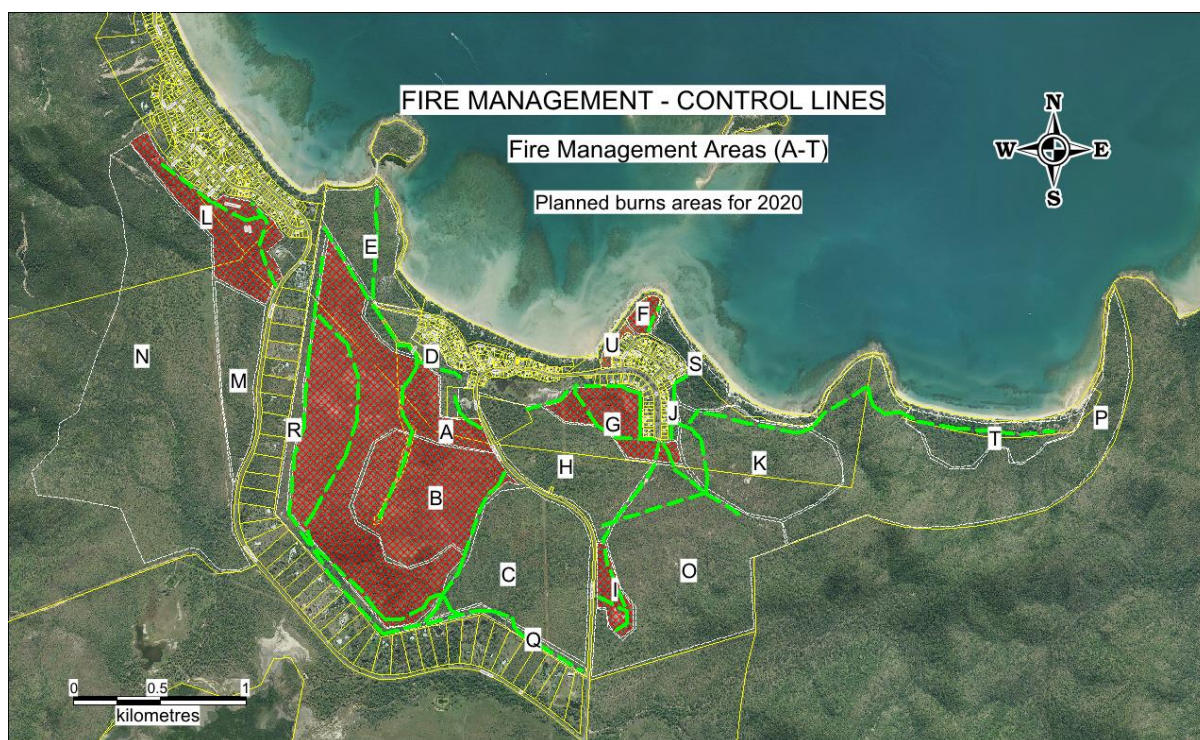 FIRE MANAGEMENT - CONTROL LINES
Fire Management Areas (A-T)
Planned burns areas for 2020
N
W E
S
L
E
F
U
D
S
N
M
R
A
G
J
H
K
T
P
B
C
I
O
Q
0 0.5 1
kilometres